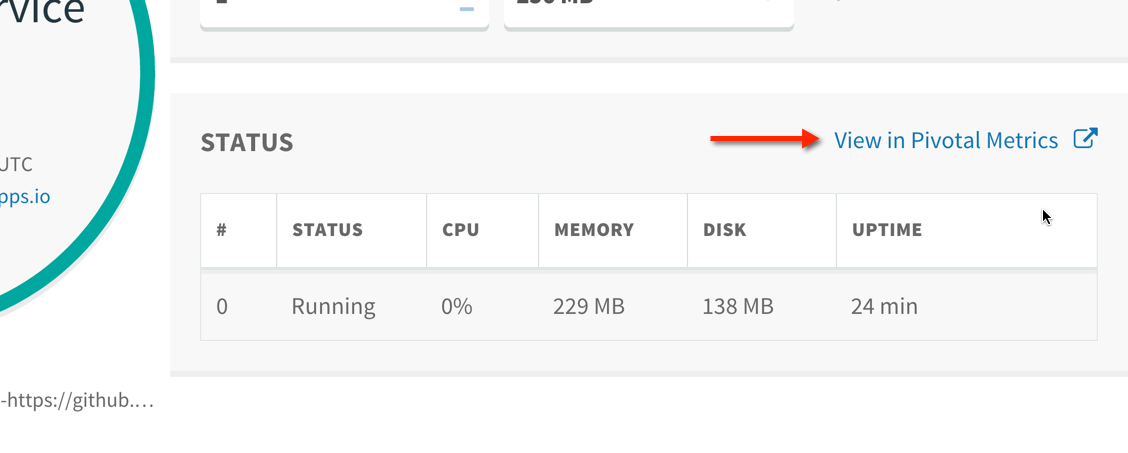 STATUS
View in Pivotal Metrics
UTC
pps.io
# STATUS CPU MEMORY DISK UPTIME
0 Running 0% 229 MB 138 MB 24 min
-https://github....